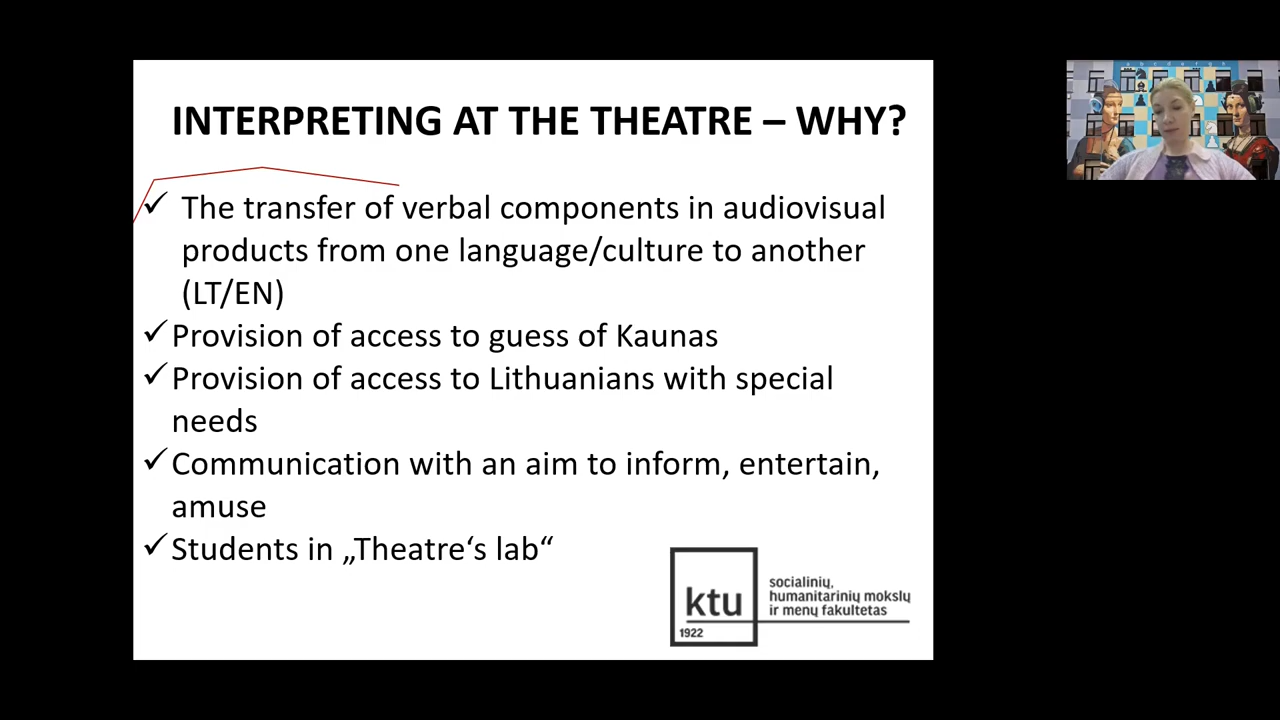 INTERPRETING AT THE THEATRE – WHY?
✓ The transfer of verbal components in audiovisual
products from one language/culture to another
(LT/EN)
✓ Provision of access to guess of Kaunas
✓ Provision of access to Lithuanians with special
needs
✓ Communication with an aim to inform, entertain,
amuse
✓ Students in „Theatre‘s lab“
ktu
1922
socialinių,
humanitarinių mokslų
ir menų fakultetas